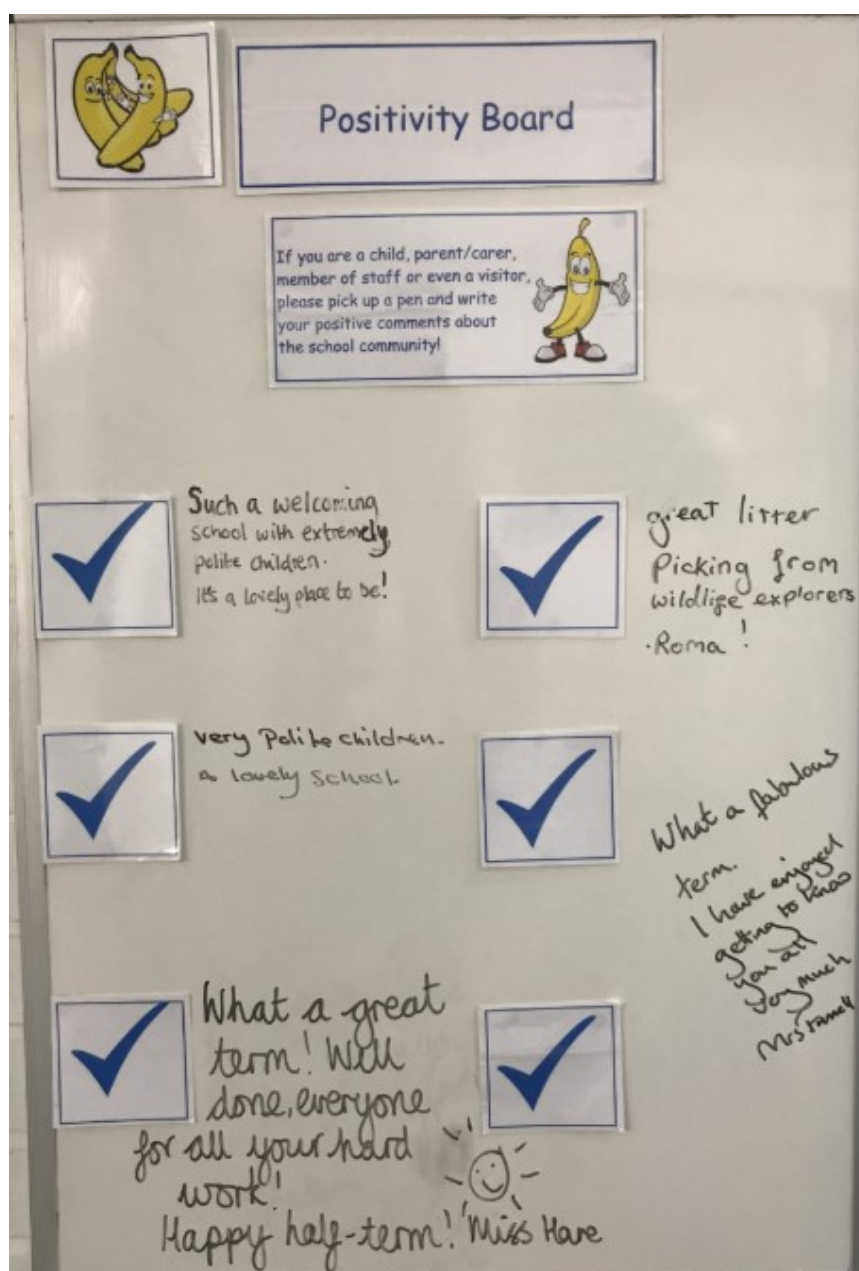 Positivity Board
If you are a child, parent/carer,
member of staff or even a visitor,
please pick up a pen and write
your positive comments about
the school community!
Such a welcoming
school with extremely
polite children.
It's a lovely place to be!
great litter
Picking from
wildlife explorers
.Roma !
very Polite children.
a lovely School.
What a fabulous
term.
I have enjoyed
getting to know
you all
very much
Mrs
What a great
term! Well
done, everyone
for all your hard
work!
Happy half-term! Miss Hare